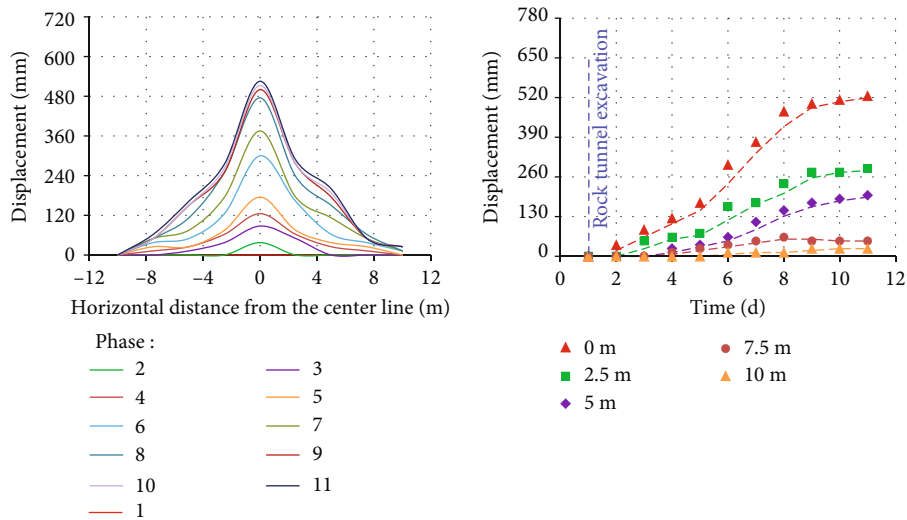 720
600
480
360
240
120
0
Displacement (mm)
−12 −8 −4 0 4 8 12
Horizontal distance from the center line (m)
Phase :
2 3
4 5
6 7
8 9
10 11
1
780
650
520
390
260
130
0
Displacement (mm)
Rock tunnel excavation
0 2 4 6 8 10 12
Time (d)
0 m 7.5 m
2.5 m 10 m
5 m